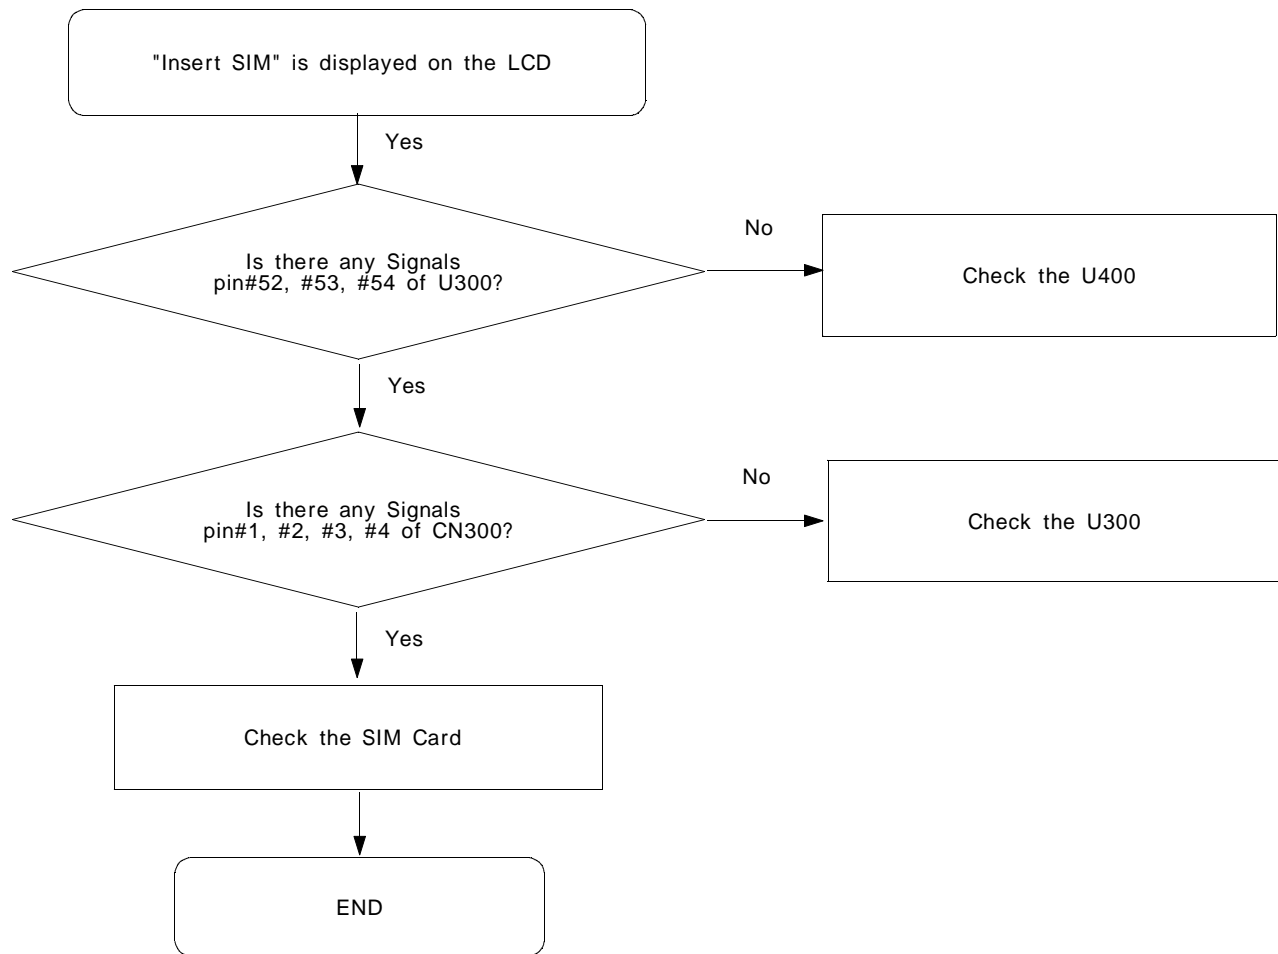 "Insert SIM" is displayed on the LCD
Yes
Is there any Signals
pin#52, #53, #54 of U300?
No
Check the U400
Yes
Is there any Signals
pin#1, #2, #3, #4 of CN300?
No
Check the U300
Yes
Check the SIM Card
END